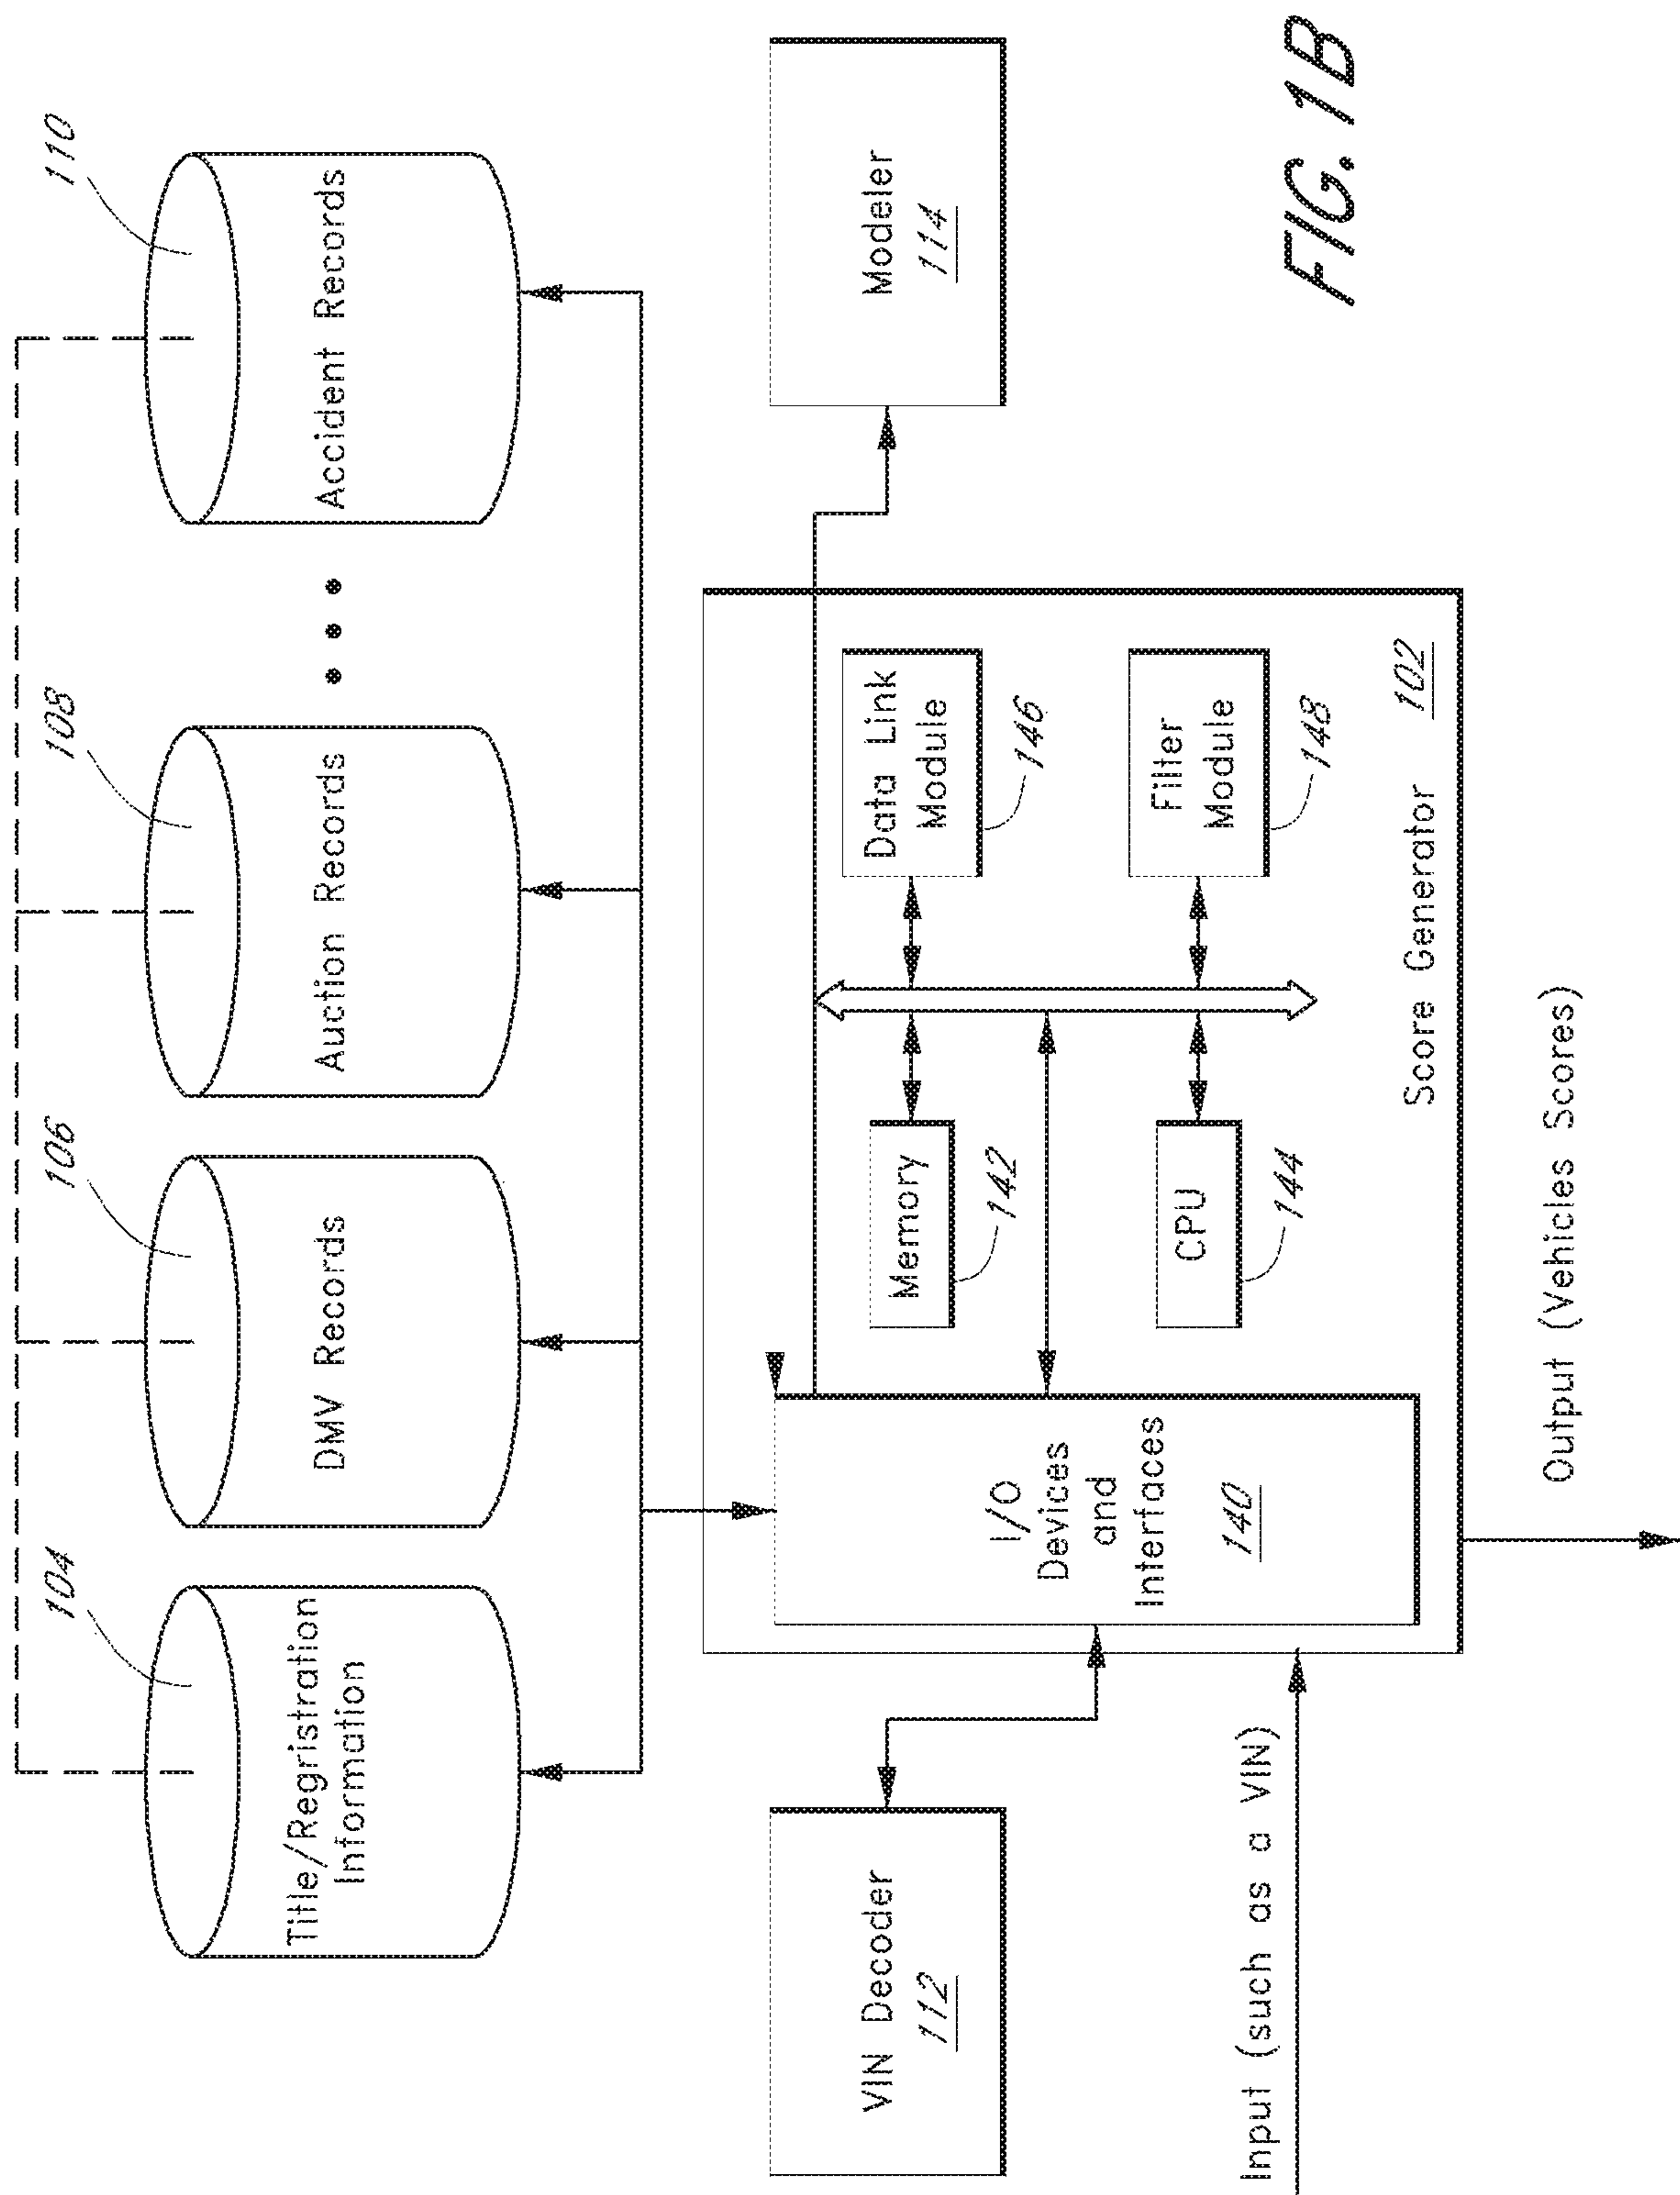 104
106
108
110
Title/Regristration
Information
DMV Records
Auction Records
Accident Records
VIN Decoder
112
Modeler
114
I/O
Devices
and
Interfaces
140
Memory
142
Data Link
Module
146
CPU
144
Filter
Module
148
Score Generator 102
Input (such as a VIN)
Output (Vehicles Scores)
FIG. 1B